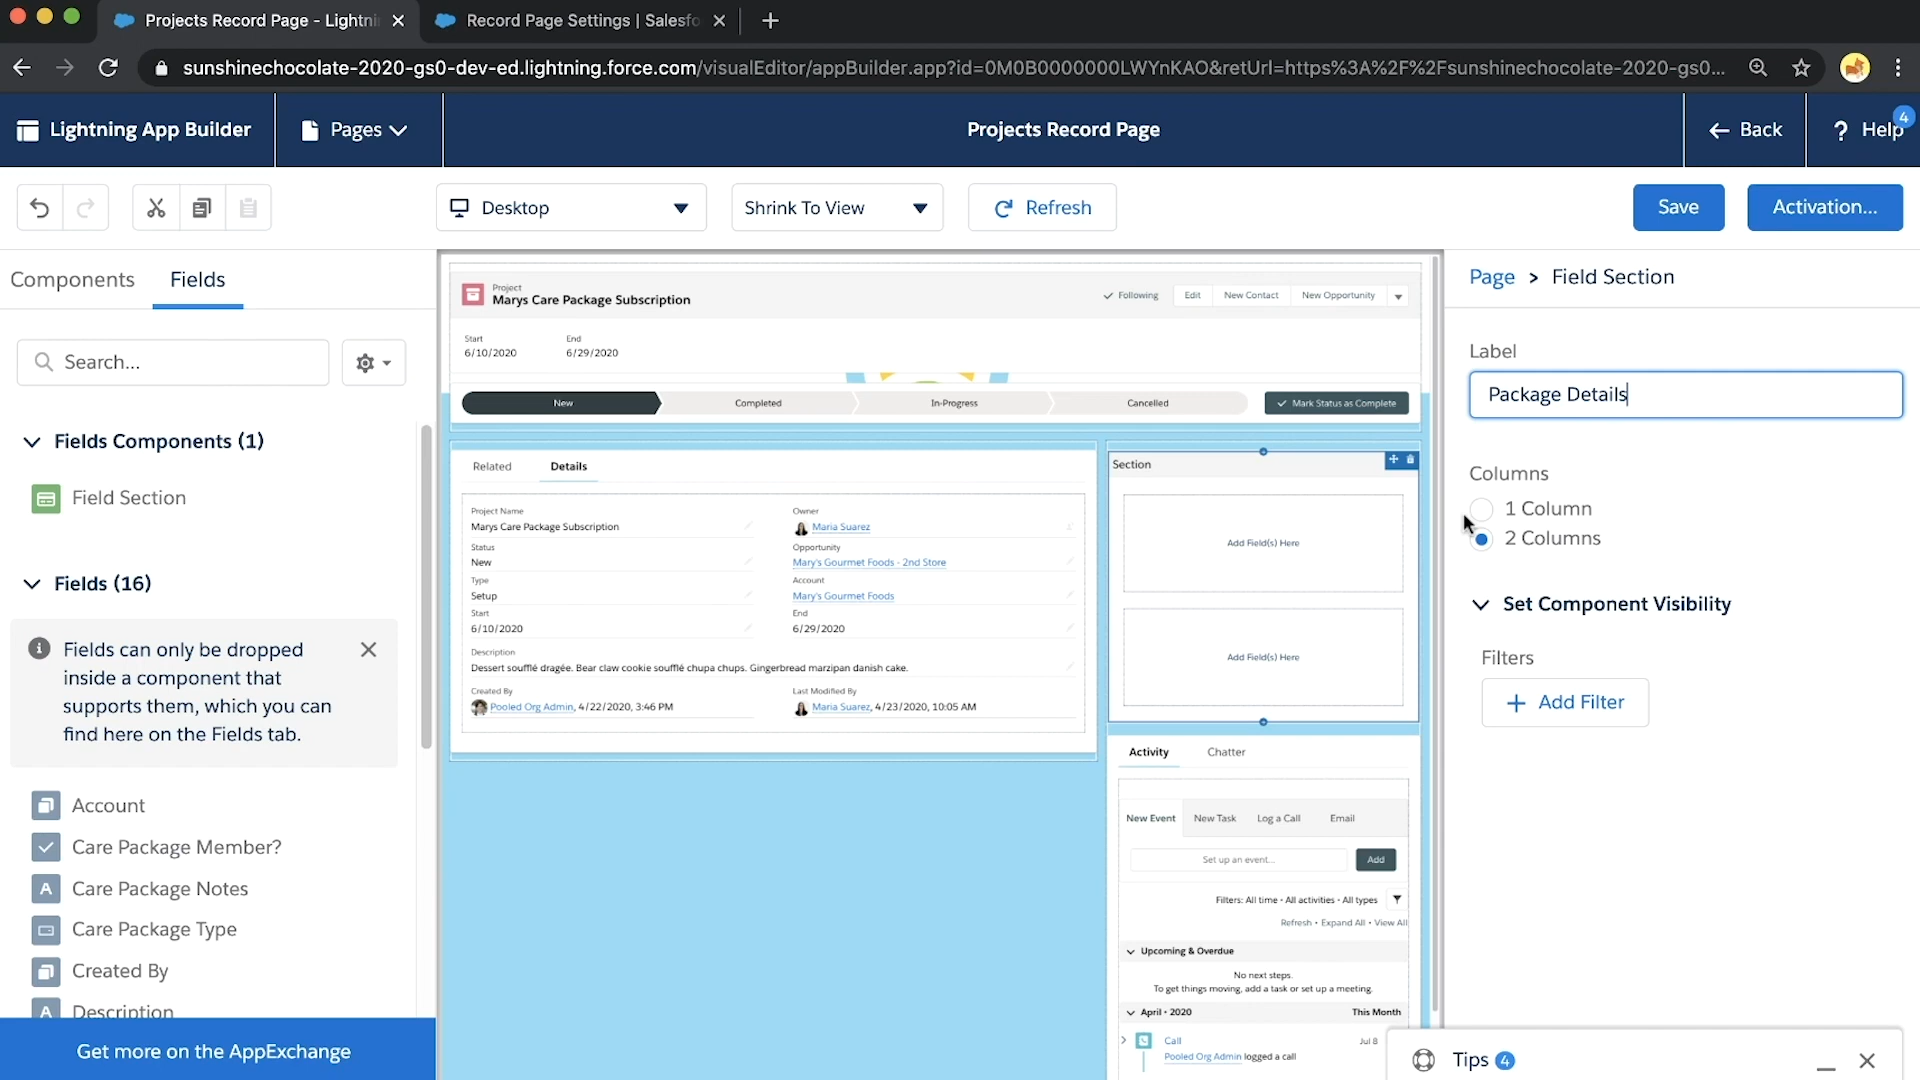 Projects Record Page - Lightni
Record Page Settings | Salesfo
sunshinechocolate-2020-gs0-dev-ed.lightning.force.com/visualEditor/appBuilder.app?id=0M0B0000000LWYnKAO&retUrl=https%3A%2F%2Fsunshinechocolate-2020-gs0...
Lightning App Builder
Pages
Projects Record Page
Back
? Help
4
Desktop
Shrink To View
Refresh
Save
Activation...
Components
Fields
Search...
Fields Components (1)
Field Section
Fields (16)
Fields can only be dropped
inside a component that
supports them, which you can
find here on the Fields tab.
Account
Care Package Member?
A Care Package Notes
Care Package Type
Created By
A Description
Get more on the AppExchange
Project
Marys Care Package Subscription
Following
Edit
New Contact
New Opportunity
Start
6/10/2020
End
6/29/2020
New
Completed
In-Progress
Cancelled
Mark Status as Complete
Related
Details
Project Name
Marys Care Package Subscription
Owner
Maria Suarez
Status
New
Opportunity
Mary's Gourmet Foods - 2nd Store
Type
Setup
Account
Mary's Gourmet Foods
Start
6/10/2020
End
6/29/2020
Description
Dessert soufflé dragée. Bear claw cookie soufflé chupa chups. Gingerbread marzipan danish cake.
Created By
Pooled Org Admin, 4/22/2020, 3:46 PM
Last Modified By
Maria Suarez, 4/23/2020, 10:05 AM
Section
Add Field(s) Here
Add Field(s) Here
Activity
Chatter
New Event
New Task
Log a Call
Email
Set up an event...
Add
Filters: All time • All activities • All types
Refresh • Expand All • View All
Upcoming & Overdue
No next steps.
To get things moving, add a task or set up a meeting.
April • 2020
This Month
Call
Jul 8
Pooled Org Admin logged a call
Page > Field Section
Label
Package Details
Columns
1 Column
2 Columns
Set Component Visibility
Filters
+ Add Filter
Tips 4